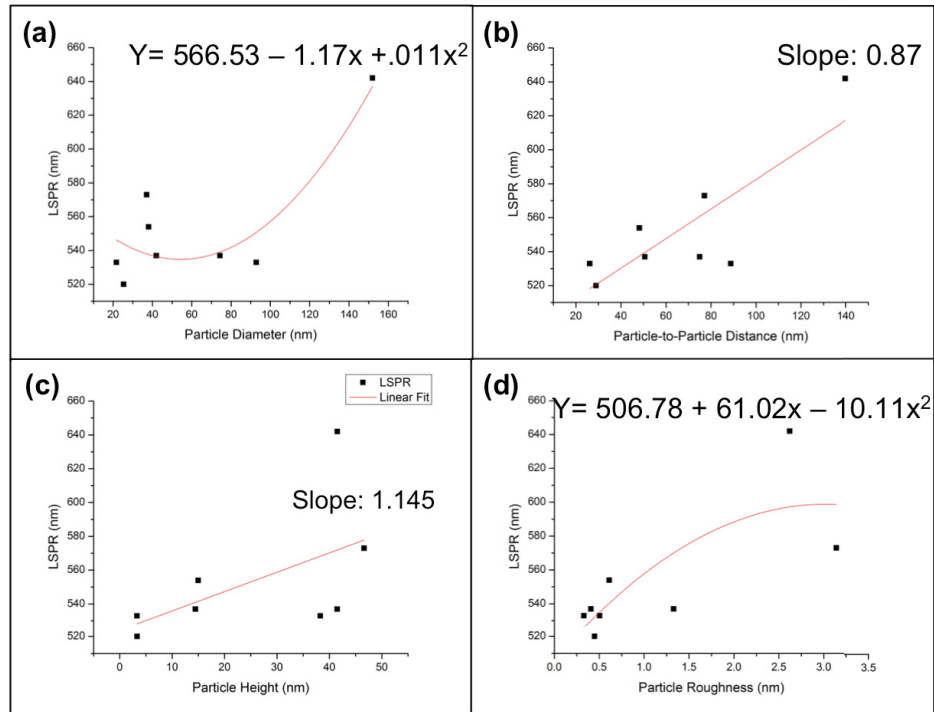 (a)
Y= 566.53 – 1.17x +.011x²
660
640
620
600
580
560
540
520
LSPR (nm)
20 40 60 80 100 120 140 160
Particle Diameter (nm)
(b)
Slope: 0.87
660
640
620
600
580
560
540
520
LSPR (nm)
20 40 60 80 100 120 140
Particle-to-Particle Distance (nm)
(c)
LSPR
Linear Fit
Slope: 1.145
660
640
620
600
580
560
540
520
LSPR (nm)
0 10 20 30 40 50
Particle Height (nm)
(d)
Y= 506.78 + 61.02x – 10.11x²
660
640
620
600
580
560
540
520
LSPR (nm)
0.0 0.5 1.0 1.5 2.0 2.5 3.0 3.5
Particle Roughness (nm)